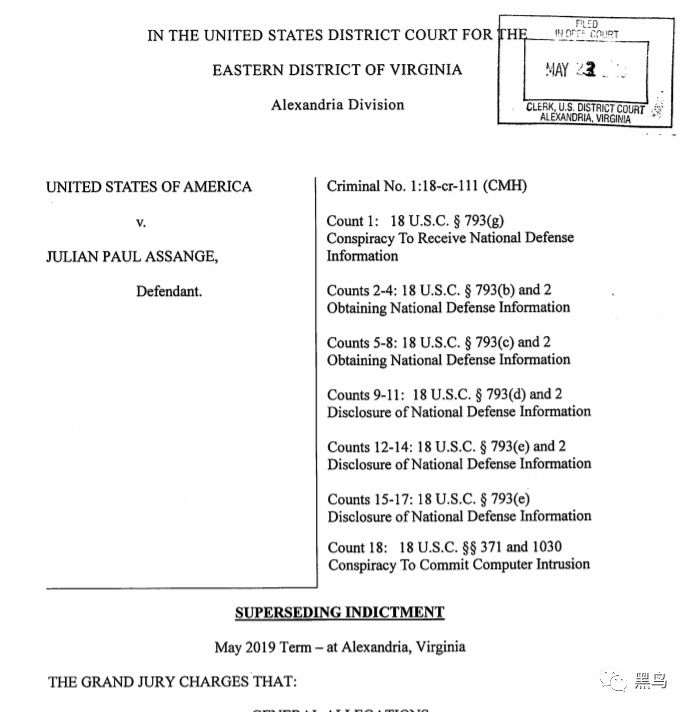 IN THE UNITED STATES DISTRICT COURT FOR THE
EASTERN DISTRICT OF VIRGINIA
Alexandria Division
FILED
IN OPEN COURT
MAY 23
CLERK, U.S. DISTRICT COURT
ALEXANDRIA, VIRGINIA
UNITED STATES OF AMERICA
v.
JULIAN PAUL ASSANGE,
Defendant.
Criminal No. 1:18-cr-111 (CMH)
Count 1: 18 U.S.C. § 793(g)
Conspiracy To Receive National Defense
Information
Counts 2-4: 18 U.S.C. § 793(b) and 2
Obtaining National Defense Information
Counts 5-8: 18 U.S.C. § 793(c) and 2
Obtaining National Defense Information
Counts 9-11: 18 U.S.C. § 793(d) and 2
Disclosure of National Defense Information
Counts 12-14: 18 U.S.C. § 793(e) and 2
Disclosure of National Defense Information
Counts 15-17: 18 U.S.C. § 793(e)
Disclosure of National Defense Information
Count 18: 18 U.S.C. §§ 371 and 1030
Conspiracy To Commit Computer Intrusion
SUPERSEDING INDICTMENT
May 2019 Term – at Alexandria, Virginia
THE GRAND JURY CHARGES THAT:
黑鸟